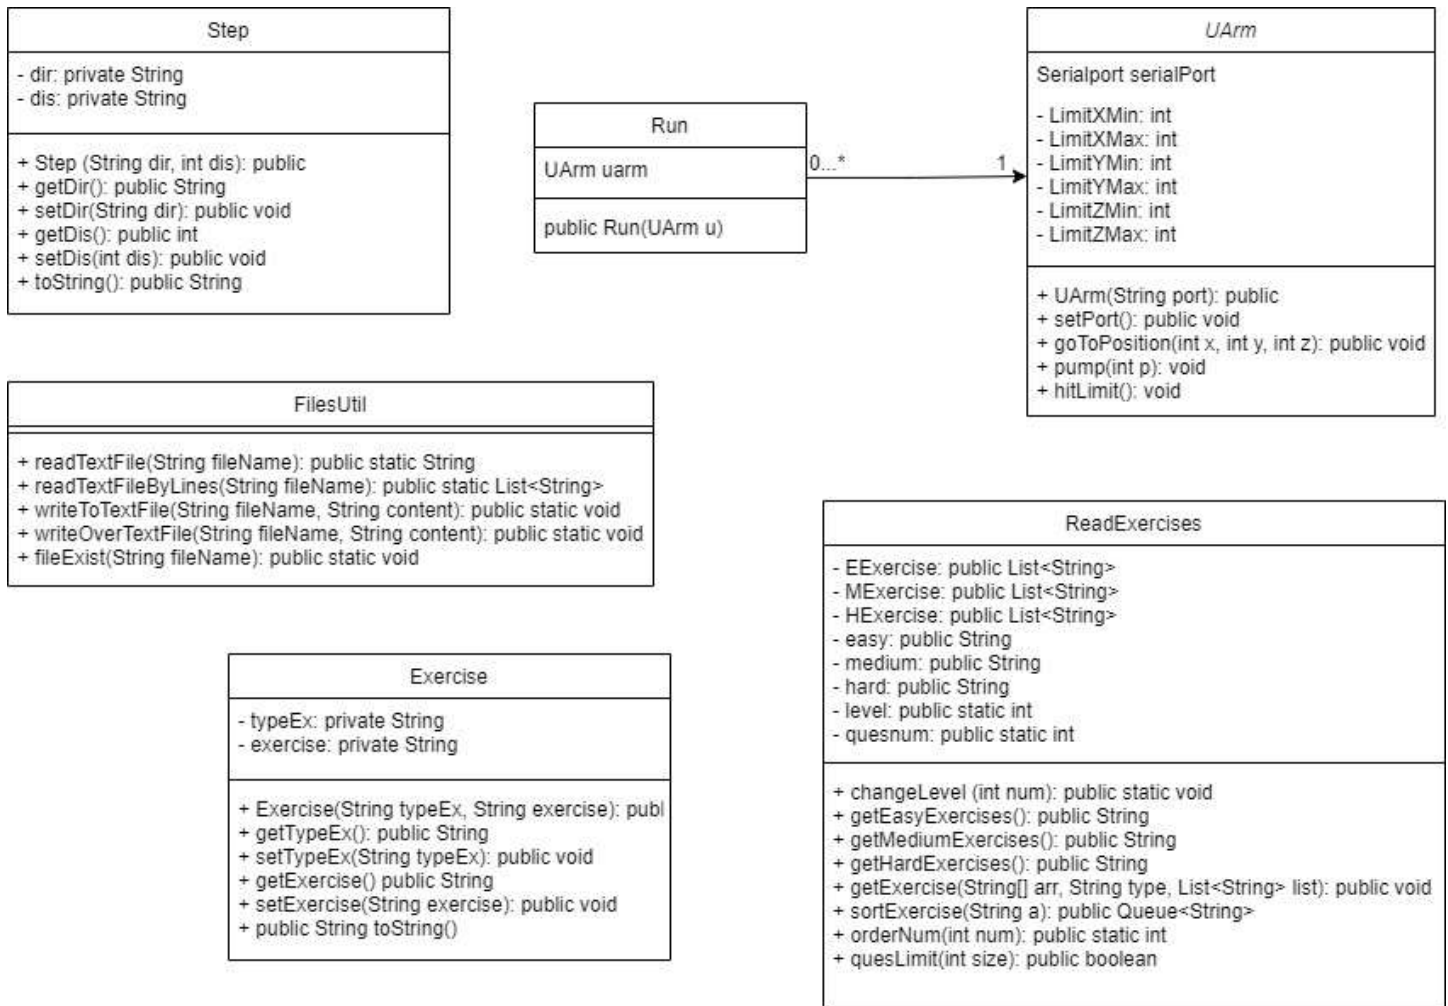 Step
- dir: private String
- dis: private String
+ Step (String dir, int dis): public
+ getDir(): public String
+ setDir(String dir): public void
+ getDis(): public int
+ setDis(int dis): public void
+ toString(): public String
Run
UArm uarm
public Run(UArm u)
0...*
1
UArm
Serialport serialPort
- LimitXMin: int
- LimitXMax: int
- LimitYMin: int
- LimitYMax: int
- LimitZMin: int
- LimitZMax: int
+ UArm(String port): public
+ setPort(): public void
+ goToPosition(int x, int y, int z): public void
+ pump(int p): void
+ hitLimit(): void
FilesUtil
+ readTextFile(String fileName): public static String
+ readTextFileByLines(String fileName): public static List<String>
+ writeToTextFile(String fileName, String content): public static void
+ writeOverTextFile(String fileName, String content): public static void
+ fileExist(String fileName): public static void
Exercise
- typeEx: private String
- exercise: private String
+ Exercise(String typeEx, String exercise): publ
+ getTypeEx(): public String
+ setTypeEx(String typeEx): public void
+ getExercise() public String
+ setExercise(String exercise): public void
+ public String toString()
ReadExercises
- EExercise: public List<String>
- MExercise: public List<String>
- HExercise: public List<String>
- easy: public String
- medium: public String
- hard: public String
- level: public static int
- quesnum: public static int
+ changeLevel (int num): public static void
+ getEasyExercises(): public String
+ getMediumExercises(): public String
+ getHardExercises(): public String
+ getExercise(String[] arr, String type, List<String> list): public void
+ sortExercise(String a): public Queue<String>
+ orderNum(int num): public static int
+ quesLimit(int size): public boolean